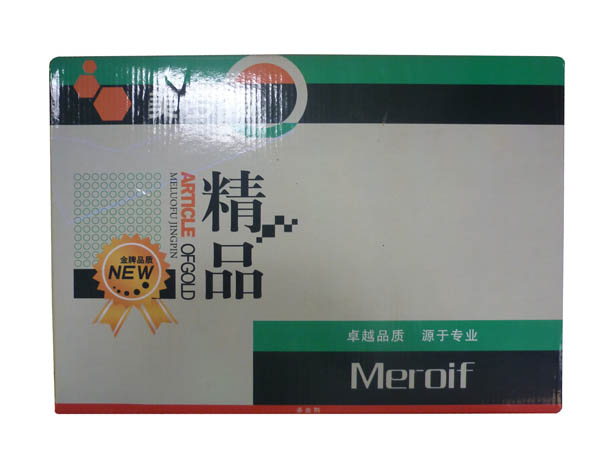 精品
ARTICLE OFGOLD
MELUOFU JINGPIN
金牌品质
NEW
卓越品质 源于专业
Meroif